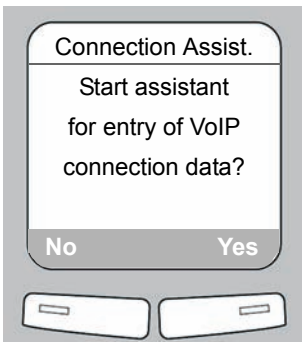 Connection Assist.
Start assistant
for entry of VoIP
connection data?
No Yes